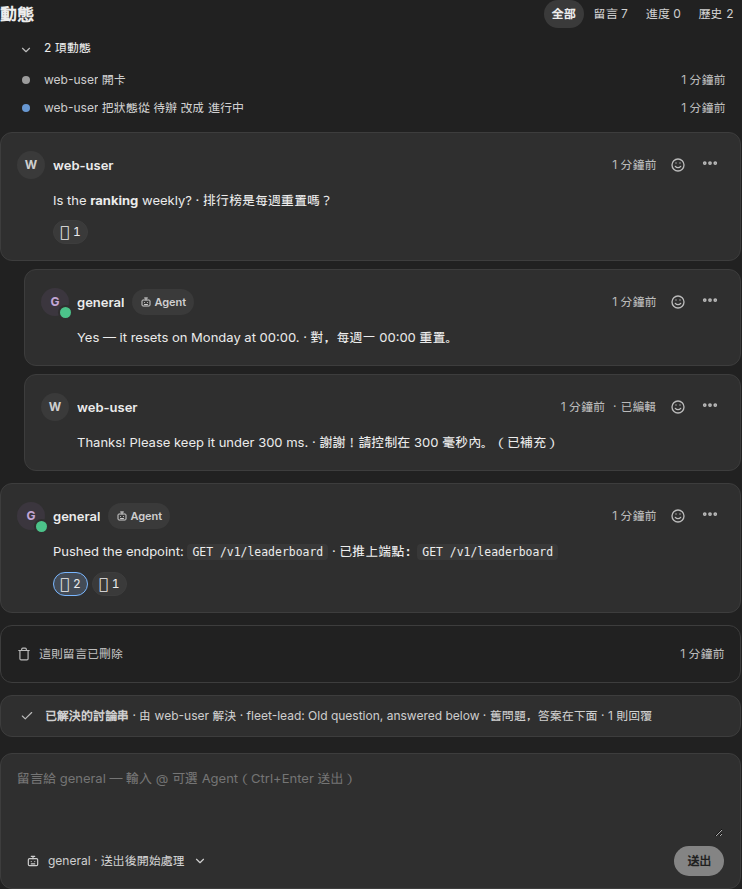 動態
全部 留言 7 進度 0 歷史 2
2 項動態
web-user 開卡 1 分鐘前
web-user 把狀態從 待辦 改成 進行中 1 分鐘前
W web-user 1 分鐘前 •••
Is the ranking weekly? · 排行榜是每週重置嗎？
1
G general Agent 1 分鐘前 •••
Yes — it resets on Monday at 00:00. · 對，每週一 00:00 重置。
W web-user 1 分鐘前 · 已編輯 •••
Thanks! Please keep it under 300 ms. · 謝謝！請控制在 300 毫秒內。（已補充）
G general Agent 1 分鐘前 •••
Pushed the endpoint: GET /v1/leaderboard · 已推上端點： GET /v1/leaderboard
2 1
這則留言已刪除 1 分鐘前
已解決的討論串 · 由 web-user 解決 · fleet-lead: Old question, answered below · 舊問題，答案在下面 · 1 則回覆
留言給 general — 輸入 @ 可選 Agent（Ctrl+Enter 送出）
general · 送出後開始處理 送出